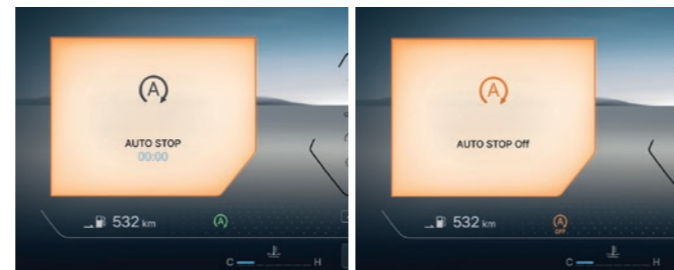 A
AUTO STOP
00:00
532 km
A
C H
A
AUTO STOP Off
532 km
A
OFF
C H